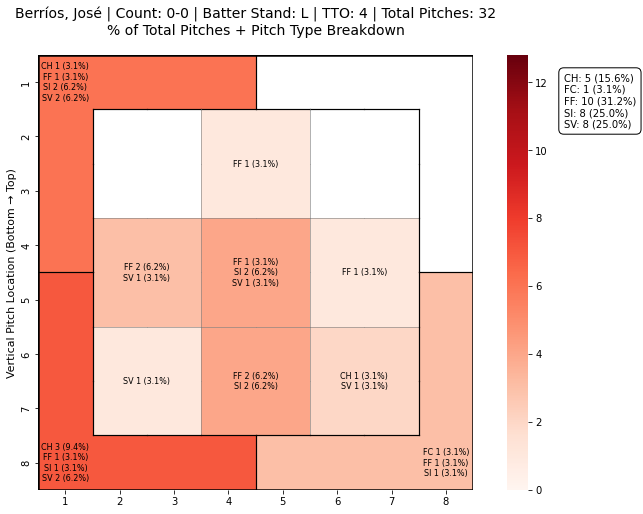 Berríos, José | Count: 0-0 | Batter Stand: L | TTO: 4 | Total Pitches: 32
% of Total Pitches + Pitch Type Breakdown
Vertical Pitch Location (Bottom → Top)
1
2
3
4
5
6
7
8
CH 1 (3.1%)
FF 1 (3.1%)
SI 2 (6.2%)
SV 2 (6.2%)
FF 1 (3.1%)
FF 2 (6.2%)
SV 1 (3.1%)
FF 1 (3.1%)
SI 2 (6.2%)
SV 1 (3.1%)
FF 1 (3.1%)
SV 1 (3.1%)
FF 2 (6.2%)
SI 2 (6.2%)
CH 1 (3.1%)
SV 1 (3.1%)
CH 3 (9.4%)
FF 1 (3.1%)
SI 1 (3.1%)
SV 2 (6.2%)
FC 1 (3.1%)
FF 1 (3.1%)
SI 1 (3.1%)
1 2 3 4 5 6 7 8
12
10
8
6
4
2
0
CH: 5 (15.6%)
FC: 1 (3.1%)
FF: 10 (31.2%)
SI: 8 (25.0%)
SV: 8 (25.0%)